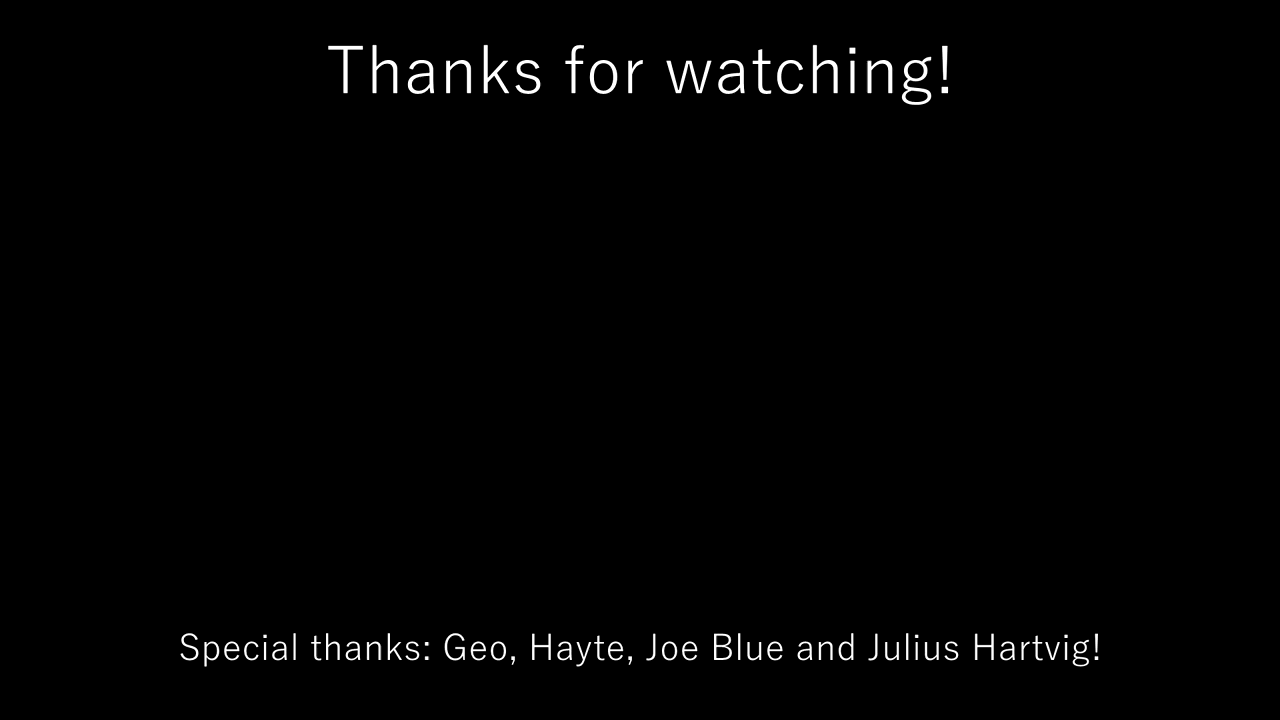 Thanks for watching!
Special thanks: Geo, Hayte, Joe Blue and Julius Hartvig!